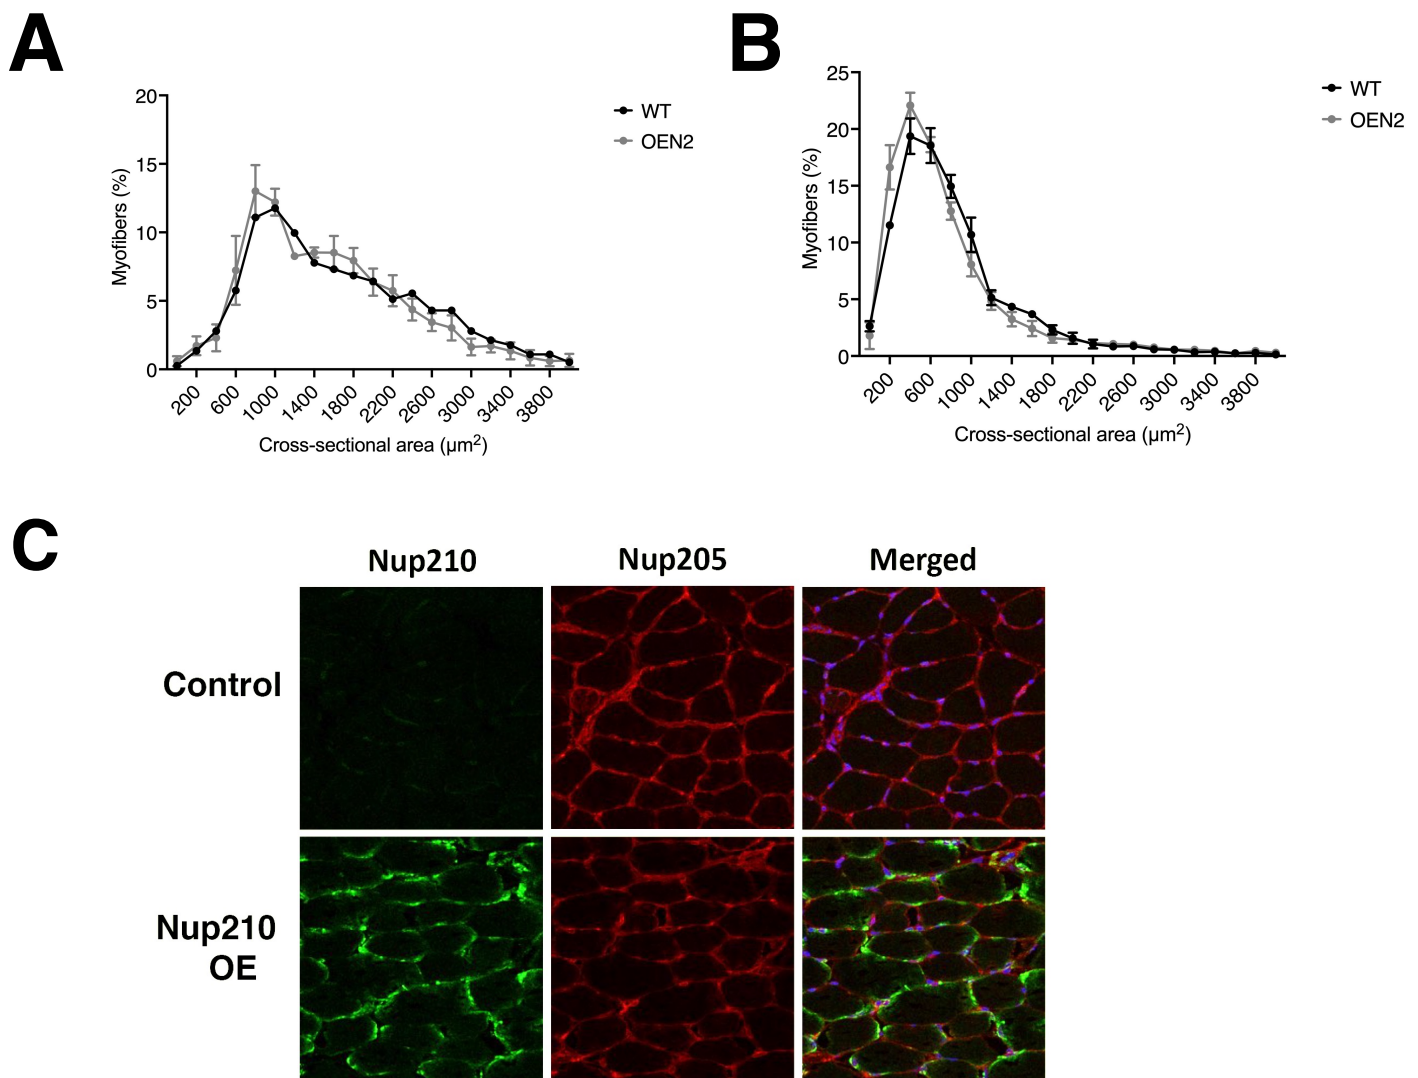 A
20
15
10
5
0
Myofibers (%)
200 600 1000 1400 1800 2200 2600 3000 3400 3800
Cross-sectional area (µm²)
WT
OEN2
B
25
20
15
10
5
0
Myofibers (%)
200 600 1000 1400 1800 2200 2600 3000 3400 3800
Cross-sectional area (µm²)
WT
OEN2
C
Nup210 Nup205 Merged
Control
Nup210
OE